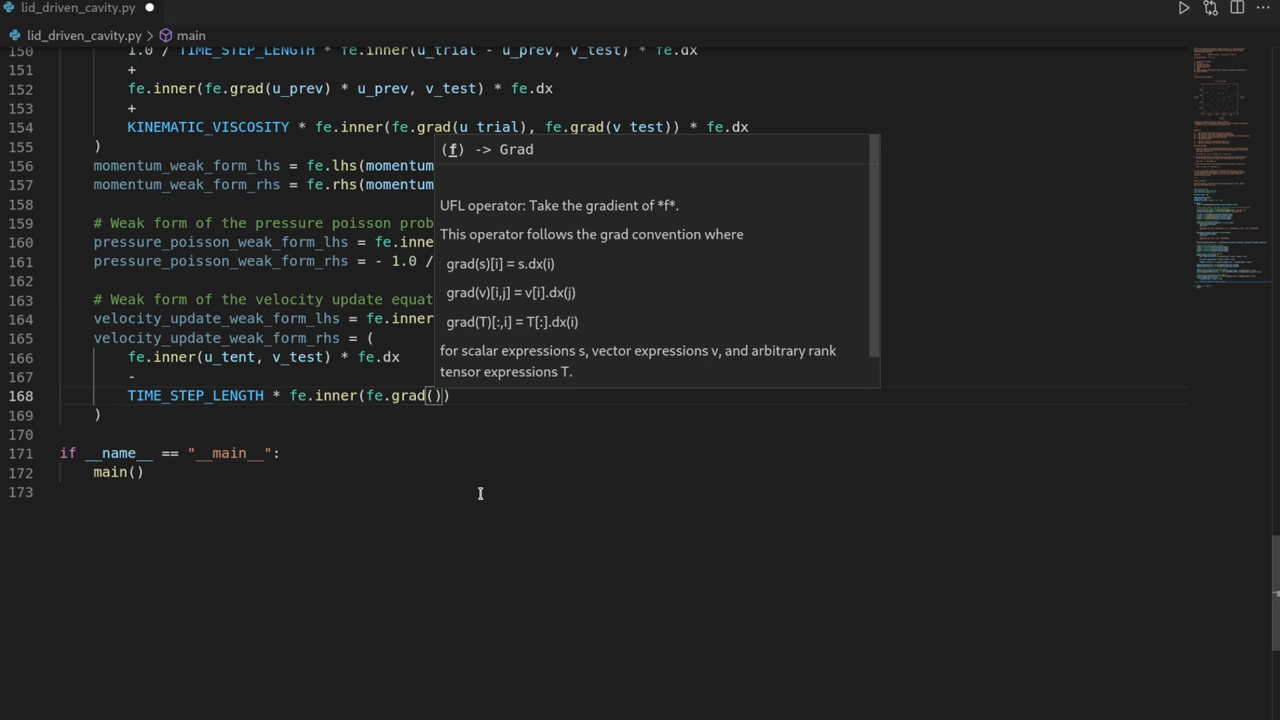 lid_driven_cavity.py
lid_driven_cavity.py > main
150 1.0 / TIME_STEP_LENGTH * fe.inner(u_trial - u_prev, v_test) * fe.dx
151 +
152 fe.inner(fe.grad(u_prev) * u_prev, v_test) * fe.dx
153 +
154 KINEMATIC_VISCOSITY * fe.inner(fe.grad(u_trial), fe.grad(v_test)) * fe.dx
155 )
156 momentum_weak_form_lhs = fe.lhs(momentum
157 momentum_weak_form_rhs = fe.rhs(momentum
158
159 # Weak form of the pressure poisson prob
160 pressure_poisson_weak_form_lhs = fe.inne
161 pressure_poisson_weak_form_rhs = - 1.0 /
162
163 # Weak form of the velocity update equat
164 velocity_update_weak_form_lhs = fe.inner
165 velocity_update_weak_form_rhs = (
166 fe.inner(u_tent, v_test) * fe.dx
167 -
168 TIME_STEP_LENGTH * fe.inner(fe.grad())
169 )
170
171 if __name__ == "__main__":
172 main()
173
(f) -> Grad
UFL operator: Take the gradient of *f*.
This operator follows the grad convention where
grad(s)[i] = s.dx(i)
grad(v)[i,j] = v[i].dx(j)
grad(T)[:,i] = T[:].dx(i)
for scalar expressions s, vector expressions v, and arbitrary rank
tensor expressions T.